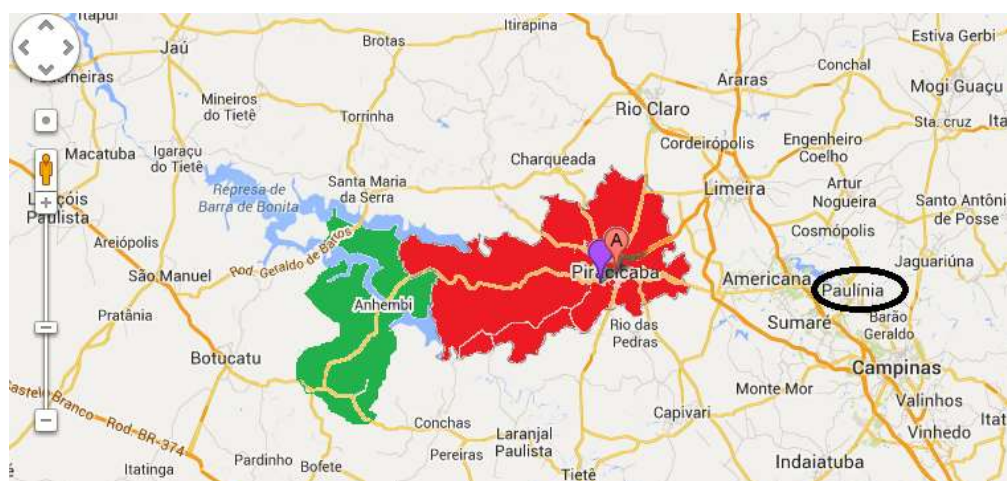 Itapuí
Itirapina
Brotas
Jaú
Estiva Gerbi
Conchal
Araras
Mogi Guaçu
Mineiros
do Tietê
Rio Claro
Torrinha
Sta. cruz
Ita
Cordeirópolis
Engenheiro
Coelho
Macatuba
Igaraçu
do Tietê
Charqueada
Represa de
Barra de Bonita
Santa Maria
da Serra
Limeira
Artur
Nogueira
Paulista
Santo Antôni
de Posse
Cosmópolis
Areiópolis
Rod. Geraldo de Barros
A
Jaguariúna
São Manuel
Piracicaba
Americana
Paulínia
Anhembi
Pratânia
Rio das
Pedras
Sumaré
Barão
Geraldo
Botucatu
Campinas
Castelo Branco - Rod. BR-374
Monte Mor
Valinhos
Capivari
Conchas
Itat
Laranjal
Paulista
Vinhedo
Pereiras
Pardinho
Bofete
Itatinga
Indaiatuba
Tietê